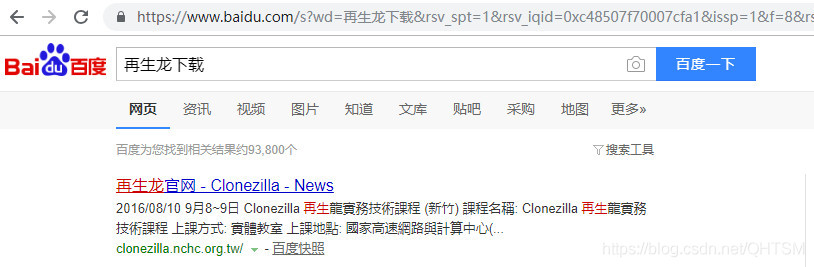 https://www.baidu.com/s?wd=再生龙下载&rsv_spt=1&rsv_iqid=0xc48507f70007cfa1&issp=1&f=8&rs
Bai du 百度 再生龙下载 百度一下
网页 资讯 视频 图片 知道 文库 贴吧 采购 地图 更多»
百度为您找到相关结果约93,800个 搜索工具
再生龙官网 - Clonezilla - News
2016/08/10 9月8~9日 Clonezilla 再生龍實務技術課程 (新竹) 課程名稱: Clonezilla 再生龍實務
技術課程 上課方式: 實體教室 上課地點: 國家高速網路與計算中心(...
clonezilla.nchc.org.tw/ - 百度快照
https://blog.csdn.net/QHTSM